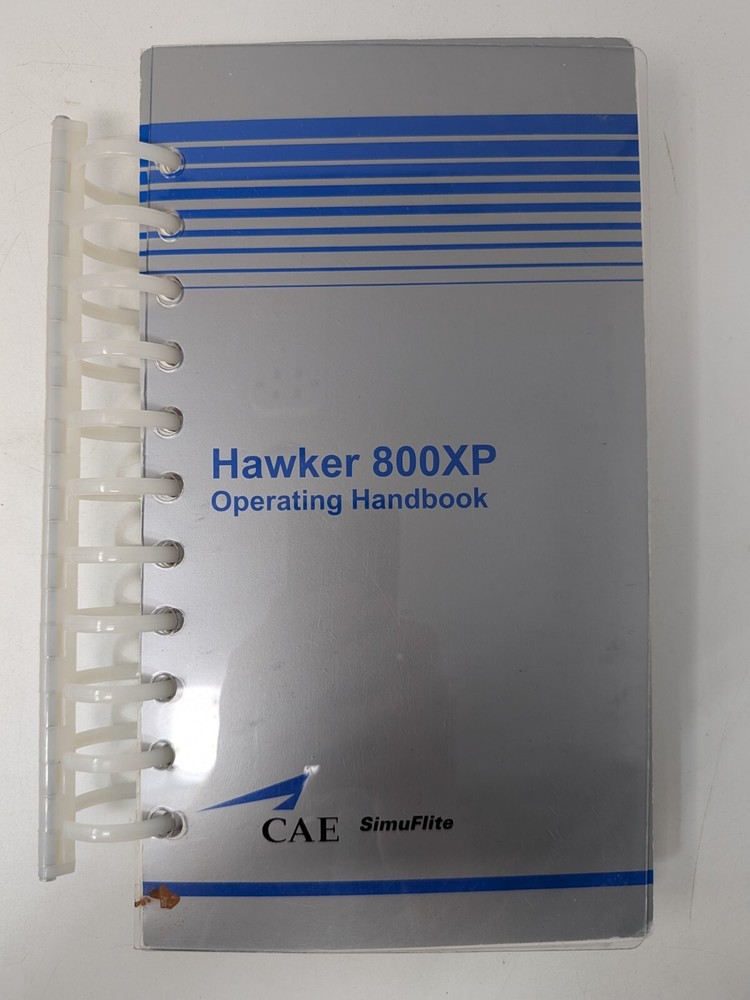 Hawker 800XP
Operating Handbook
CAE SimuFlite